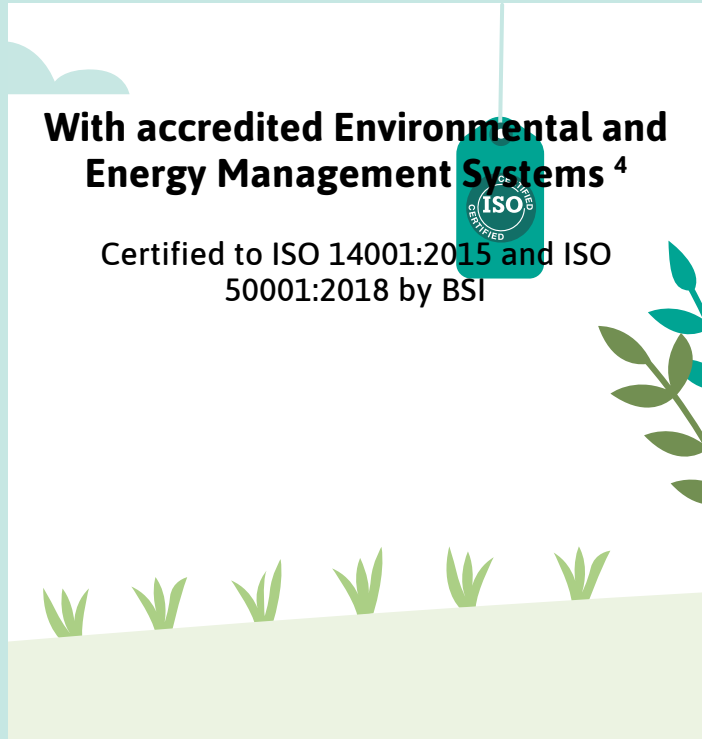 With accredited Environmental and
Energy Management Systems ⁴
CERTIFIED
ISO
CERTIFIED
Certified to ISO 14001:2015 and ISO
50001:2018 by BSI